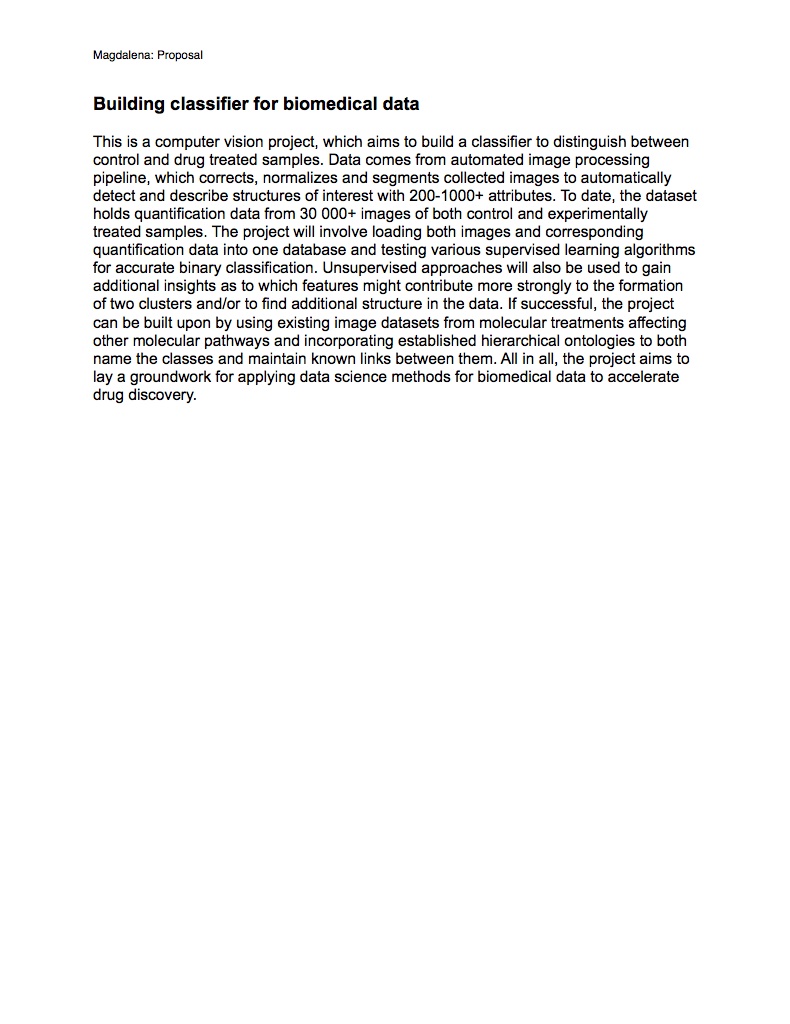 Magdalena: Proposal
Building classifier for biomedical data
This is a computer vision project, which aims to build a classifier to distinguish between
control and drug treated samples. Data comes from automated image processing
pipeline, which corrects, normalizes and segments collected images to automatically
detect and describe structures of interest with 200-1000+ attributes. To date, the dataset
holds quantification data from 30 000+ images of both control and experimentally
treated samples. The project will involve loading both images and corresponding
quantification data into one database and testing various supervised learning algorithms
for accurate binary classification. Unsupervised approaches will also be used to gain
additional insights as to which features might contribute more strongly to the formation
of two clusters and/or to find additional structure in the data. If successful, the project
can be built upon by using existing image datasets from molecular treatments affecting
other molecular pathways and incorporating established hierarchical ontologies to both
name the classes and maintain known links between them. All in all, the project aims to
lay a groundwork for applying data science methods for biomedical data to accelerate
drug discovery.